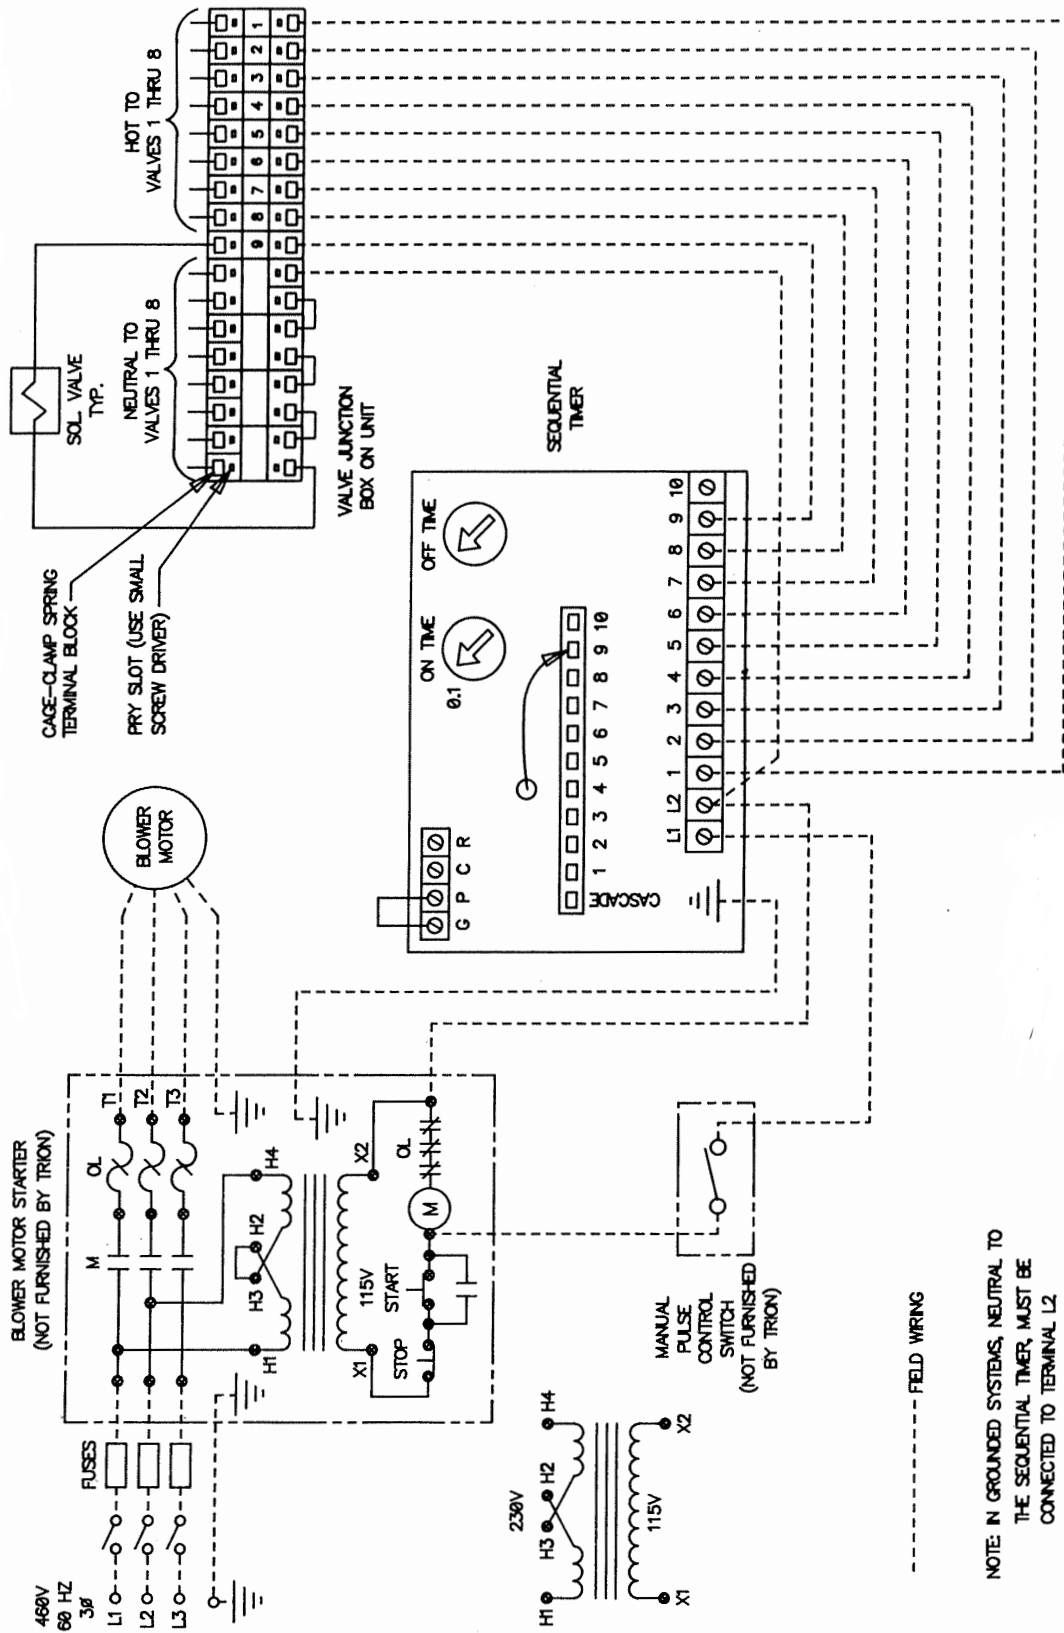 460V
60 HZ
3Ø
L1
L2
L3
FUSES
BLOWER MOTOR STARTER
(NOT FURNISHED BY TRION)
M
OL
T1
T2
T3
BLOWER
MOTOR
H1
H3
H2
H4
X1
115V
X2
STOP
START
M
OL
230V
H1
H3
H2
H4
115V
X1
X2
MANUAL
PULSE
CONTROL
SWITCH
(NOT FURNISHED
BY TRION)
CAGE-CLAMP SPRING
TERMINAL BLOCK
PRY SLOT (USE SMALL
SCREW DRIVER)
SOL. VALVE
TYP.
NEUTRAL TO
VALVES 1 THRU 8
HOT TO
VALVES 1 THRU 8
9 8 7 6 5 4 3 2 1
VALVE JUNCTION
BOX ON UNIT
SEQUENTIAL
TIMER
G P C R
ON TIME
0.1
OFF TIME
CASCADE
1 2 3 4 5 6 7 8 9 10
L1 L2 1 2 3 4 5 6 7 8 9 10
FIELD WIRING
NOTE: IN GROUNDED SYSTEMS, NEUTRAL TO
THE SEQUENTIAL TIMER, MUST BE
CONNECTED TO TERMINAL L2